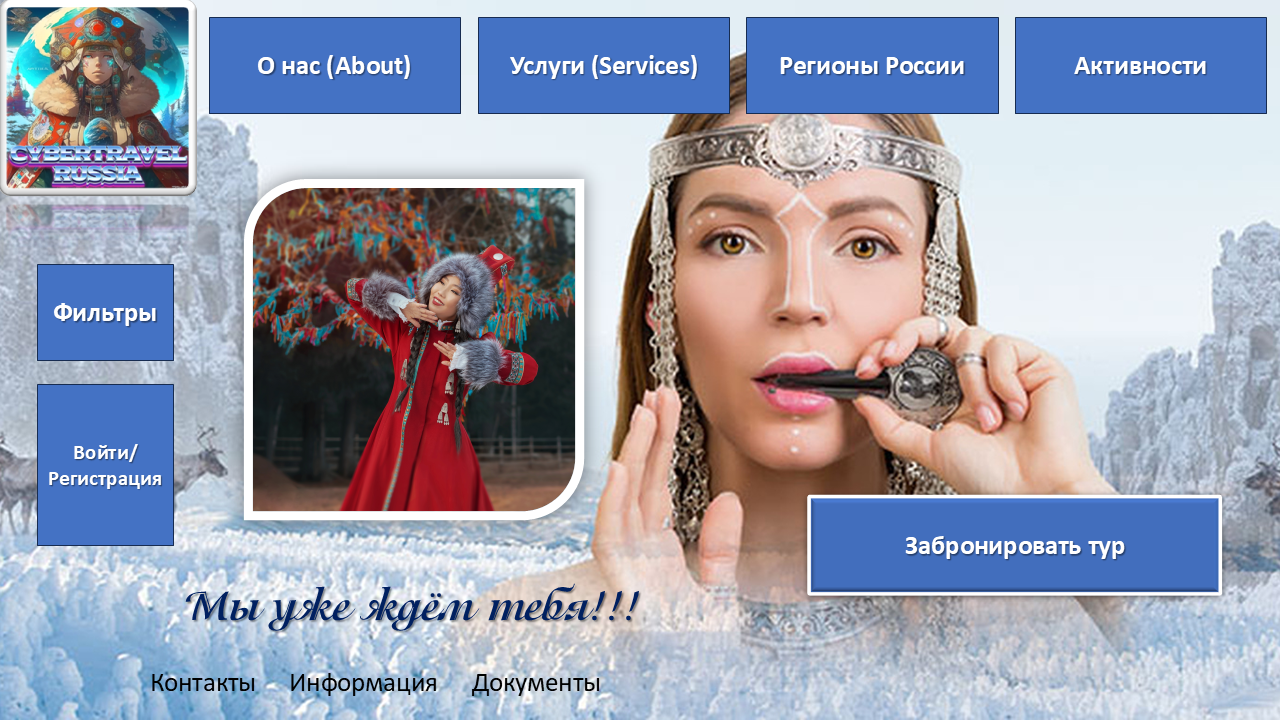 О нас (About)
Услуги (Services)
Регионы России
Активности
CYBERTRAVEL
RUSSIA
Фильтры
Войти/
Регистрация
Забронировать тур
Мы уже ждём тебя!!!
Контакты Информация Документы